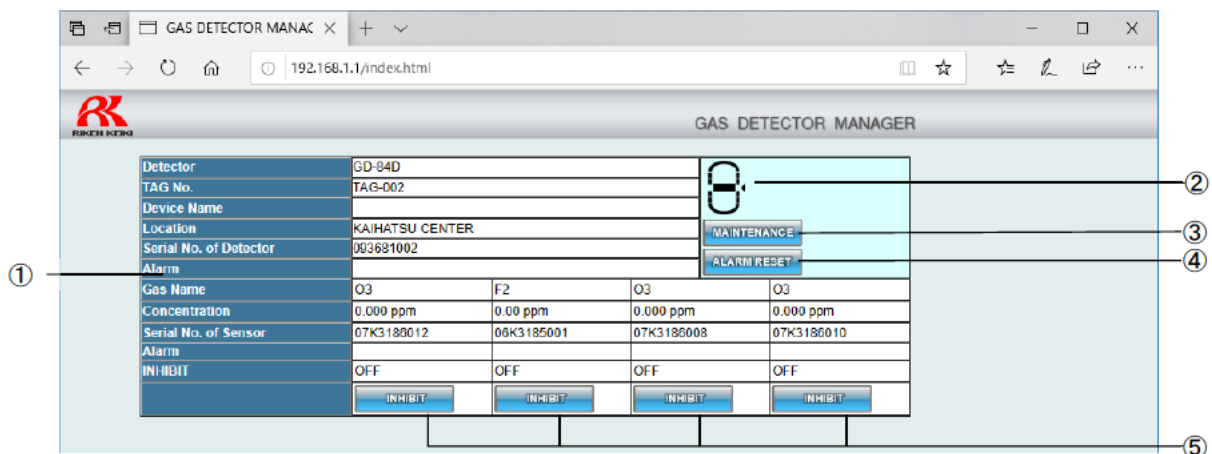 GAS DETECTOR MANAC
192.168.1.1/index.html
RIKEN KEIKI
GAS DETECTOR MANAGER
Detector GD-84D
TAG No. TAG-002
②
Device Name
Location KAIHATSU CENTER
MAINTENANCE ③
Serial No. of Detector 093681002
ALARM RESET ④
① Alarm
Gas Name O3 F2 O3 O3
Concentration 0.000 ppm 0.00 ppm 0.000 ppm 0.000 ppm
Serial No. of Sensor 07K3186012 06K3185001 07K3186008 07K3186010
Alarm
INHIBIT OFF OFF OFF OFF
INHIBIT INHIBIT INHIBIT INHIBIT
⑤